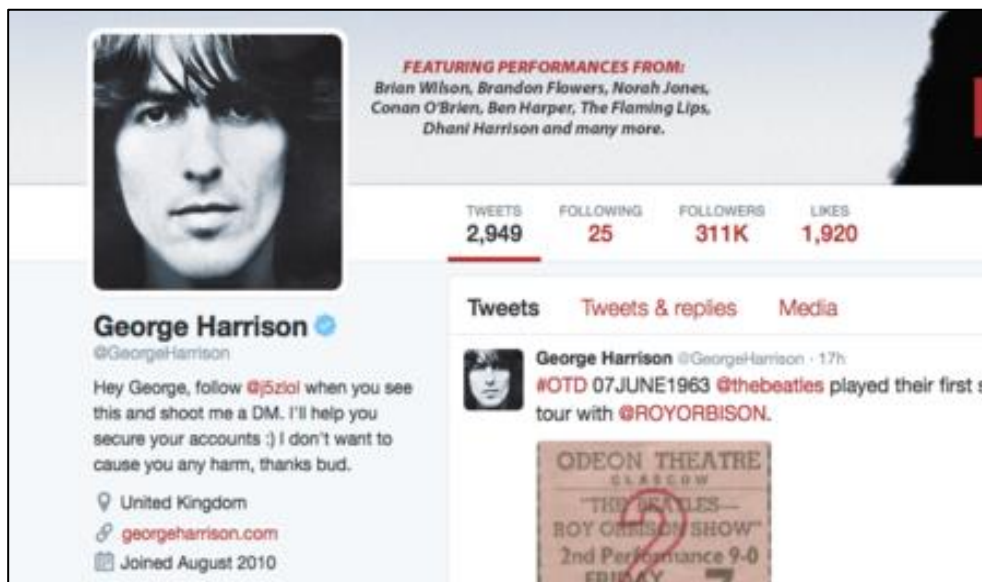 FEATURING PERFORMANCES FROM:
Brian Wilson, Brandon Flowers, Norah Jones,
Conan O'Brien, Ben Harper, The Flaming Lips,
Dhani Harrison and many more.
TWEETS FOLLOWING FOLLOWERS LIKES
2,949 25 311K 1,920
George Harrison
@GeorgeHarrison
Hey George, follow @j5zlol when you see
this and shoot me a DM. I'll help you
secure your accounts :) I don't want to
cause you any harm, thanks bud.
United Kingdom
georgeharrison.com
Joined August 2010
Tweets Tweets & replies Media
George Harrison @GeorgeHarrison · 17h
#OTD 07JUNE1963 @thebeatles played their first
tour with @ROYORBISON.
ODEON THEATRE
GLASGOW
"THE BEATLES—
ROY ORBISON SHOW"
2nd Performance 9-0
FRIDAY 7
2